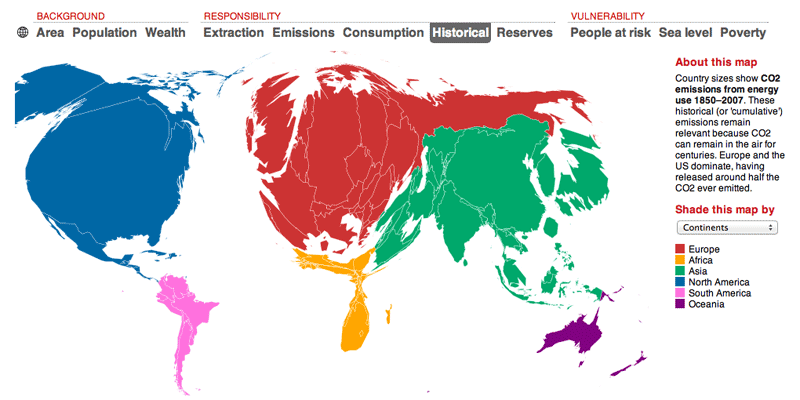 BACKGROUND
RESPONSIBILITY
VULNERABILITY
Area Population Wealth
Extraction Emissions Consumption Historical Reserves
People at risk Sea level Poverty
About this map
Country sizes show CO2
emissions from energy
use 1850–2007. These
historical (or 'cumulative')
emissions remain
relevant because CO2
can remain in the air for
centuries. Europe and the
US dominate, having
released around half the
CO2 ever emitted.
Shade this map by
Continents
Europe
Africa
Asia
North America
South America
Oceania